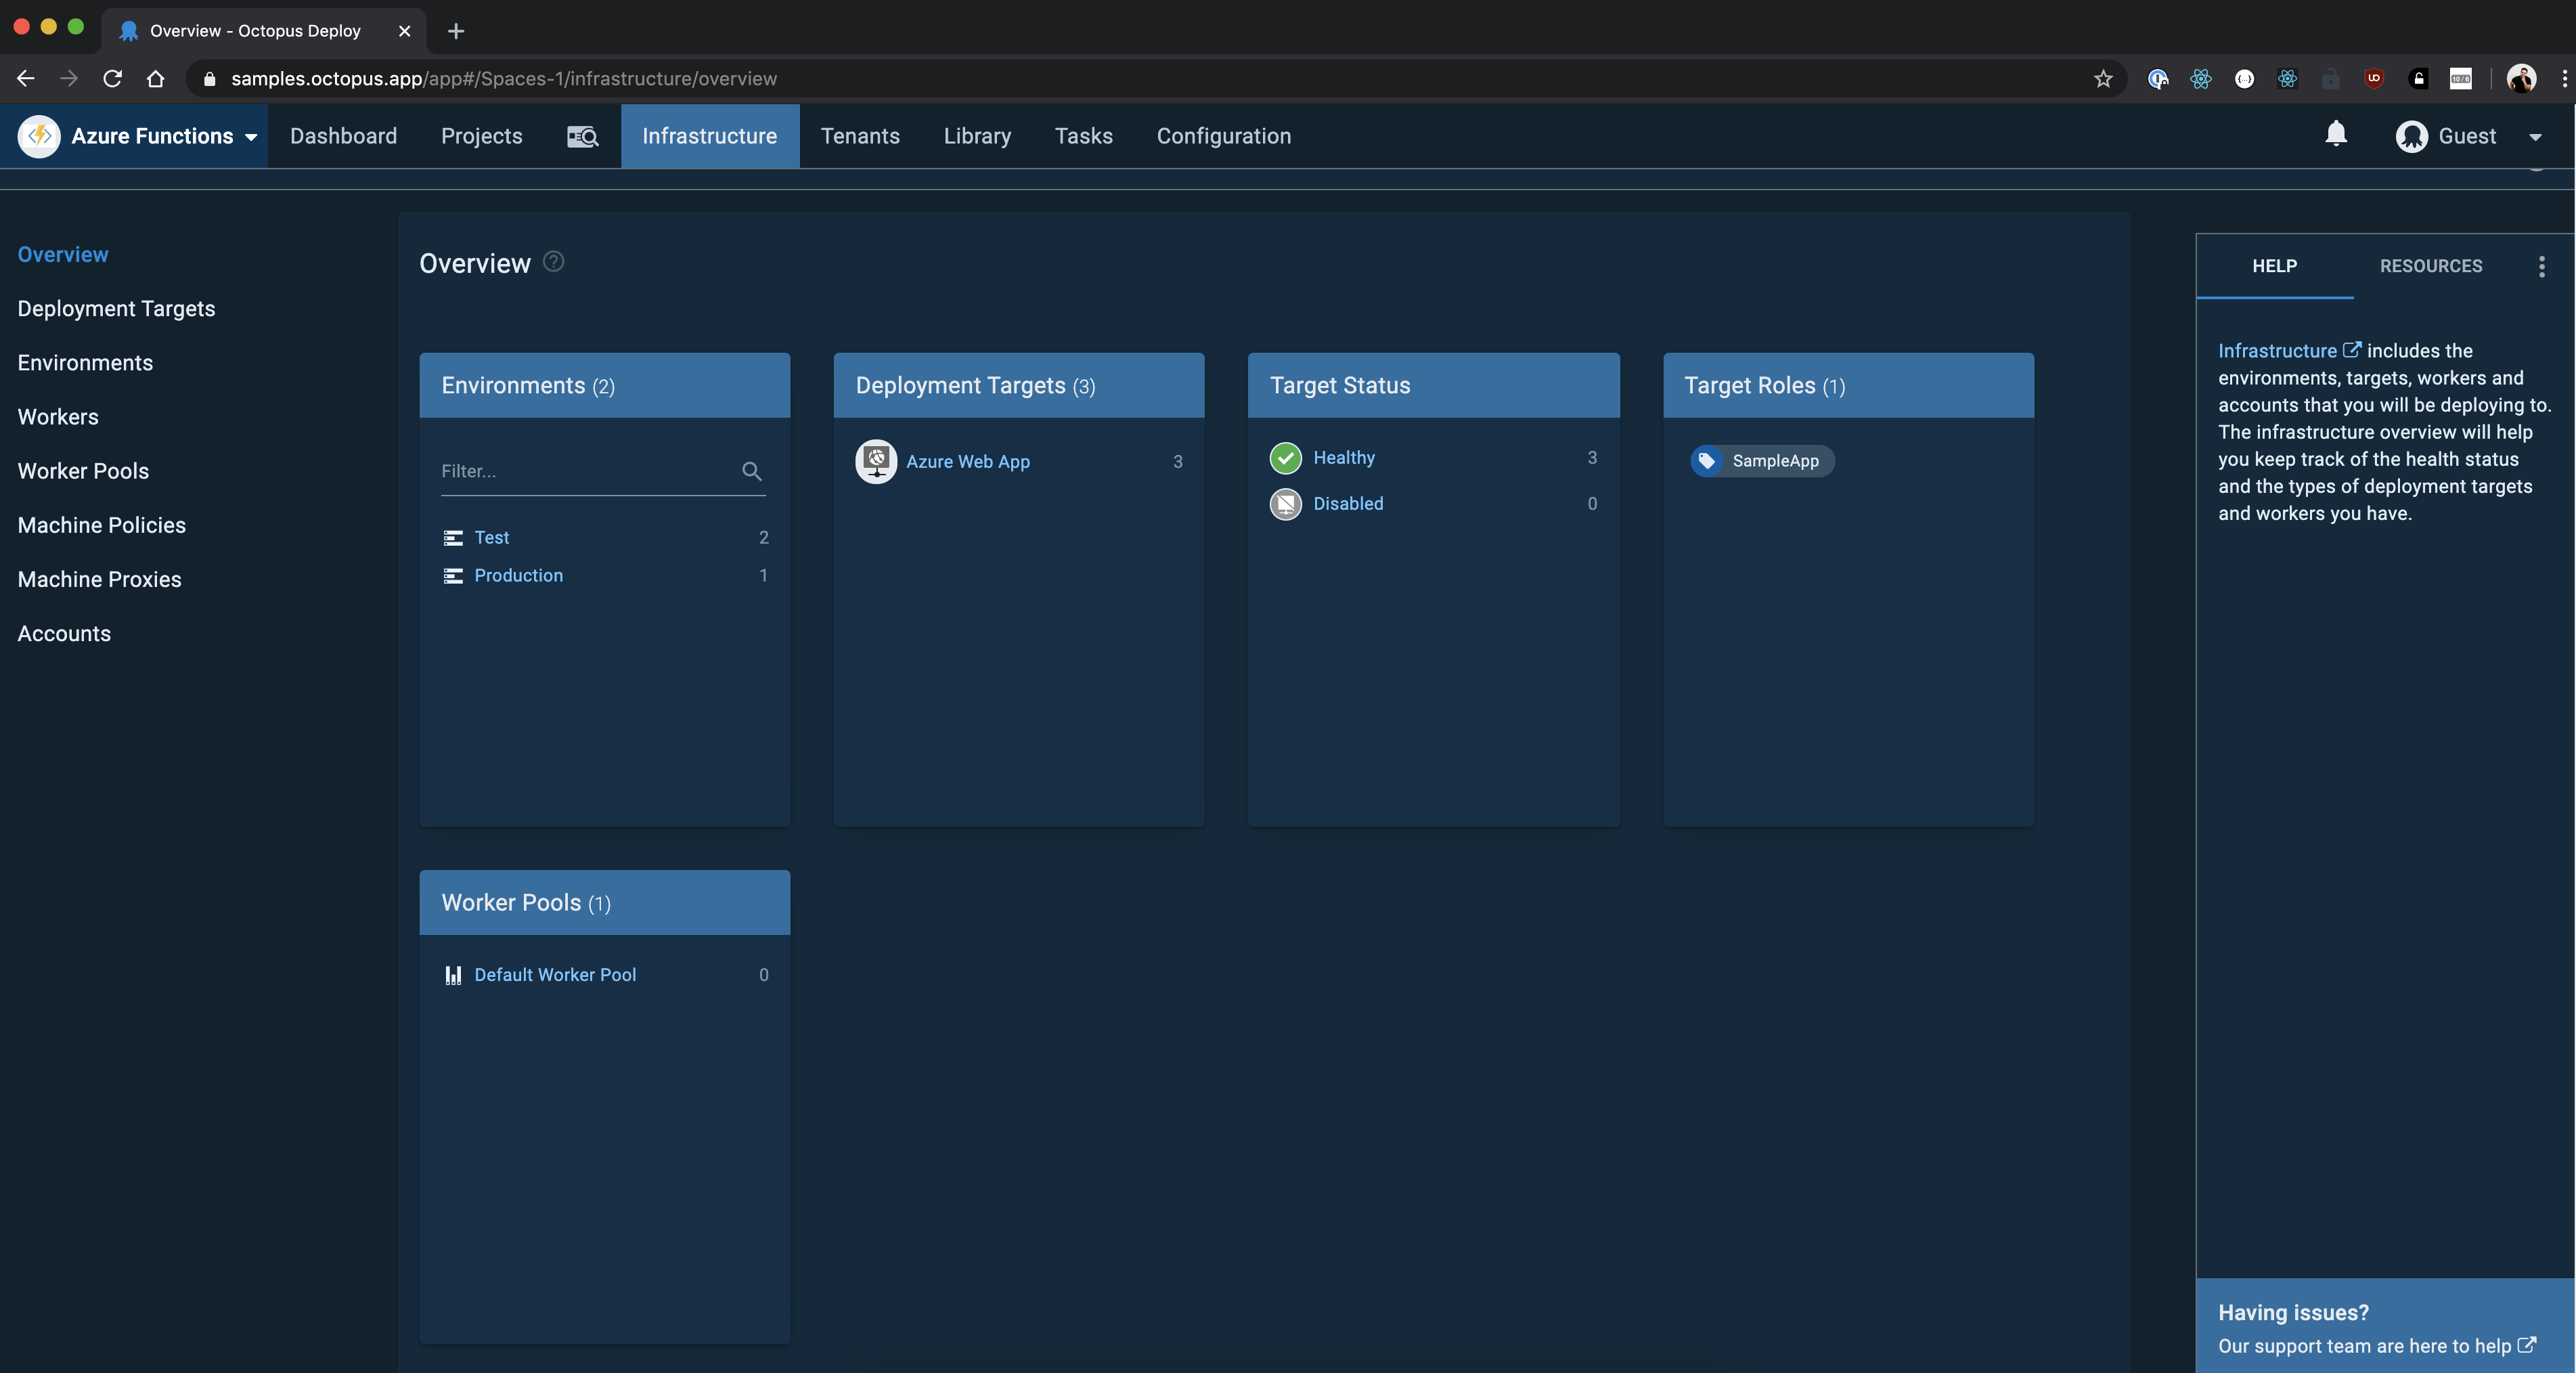 Overview - Octopus Deploy
samples.octopus.app/app#/Spaces-1/infrastructure/overview
Azure Functions
Dashboard
Projects
Infrastructure
Tenants
Library
Tasks
Configuration
Guest
Overview
Deployment Targets
Environments
Workers
Worker Pools
Machine Policies
Machine Proxies
Accounts
Overview
Environments (2)
Filter...
Test 2
Production 1
Deployment Targets (3)
Azure Web App 3
Target Status
Healthy 3
Disabled 0
Target Roles (1)
SampleApp
Worker Pools (1)
Default Worker Pool 0
HELP
RESOURCES
Infrastructure includes the
environments, targets, workers and
accounts that you will be deploying to.
The infrastructure overview will help
you keep track of the health status
and the types of deployment targets
and workers you have.
Having issues?
Our support team are here to help